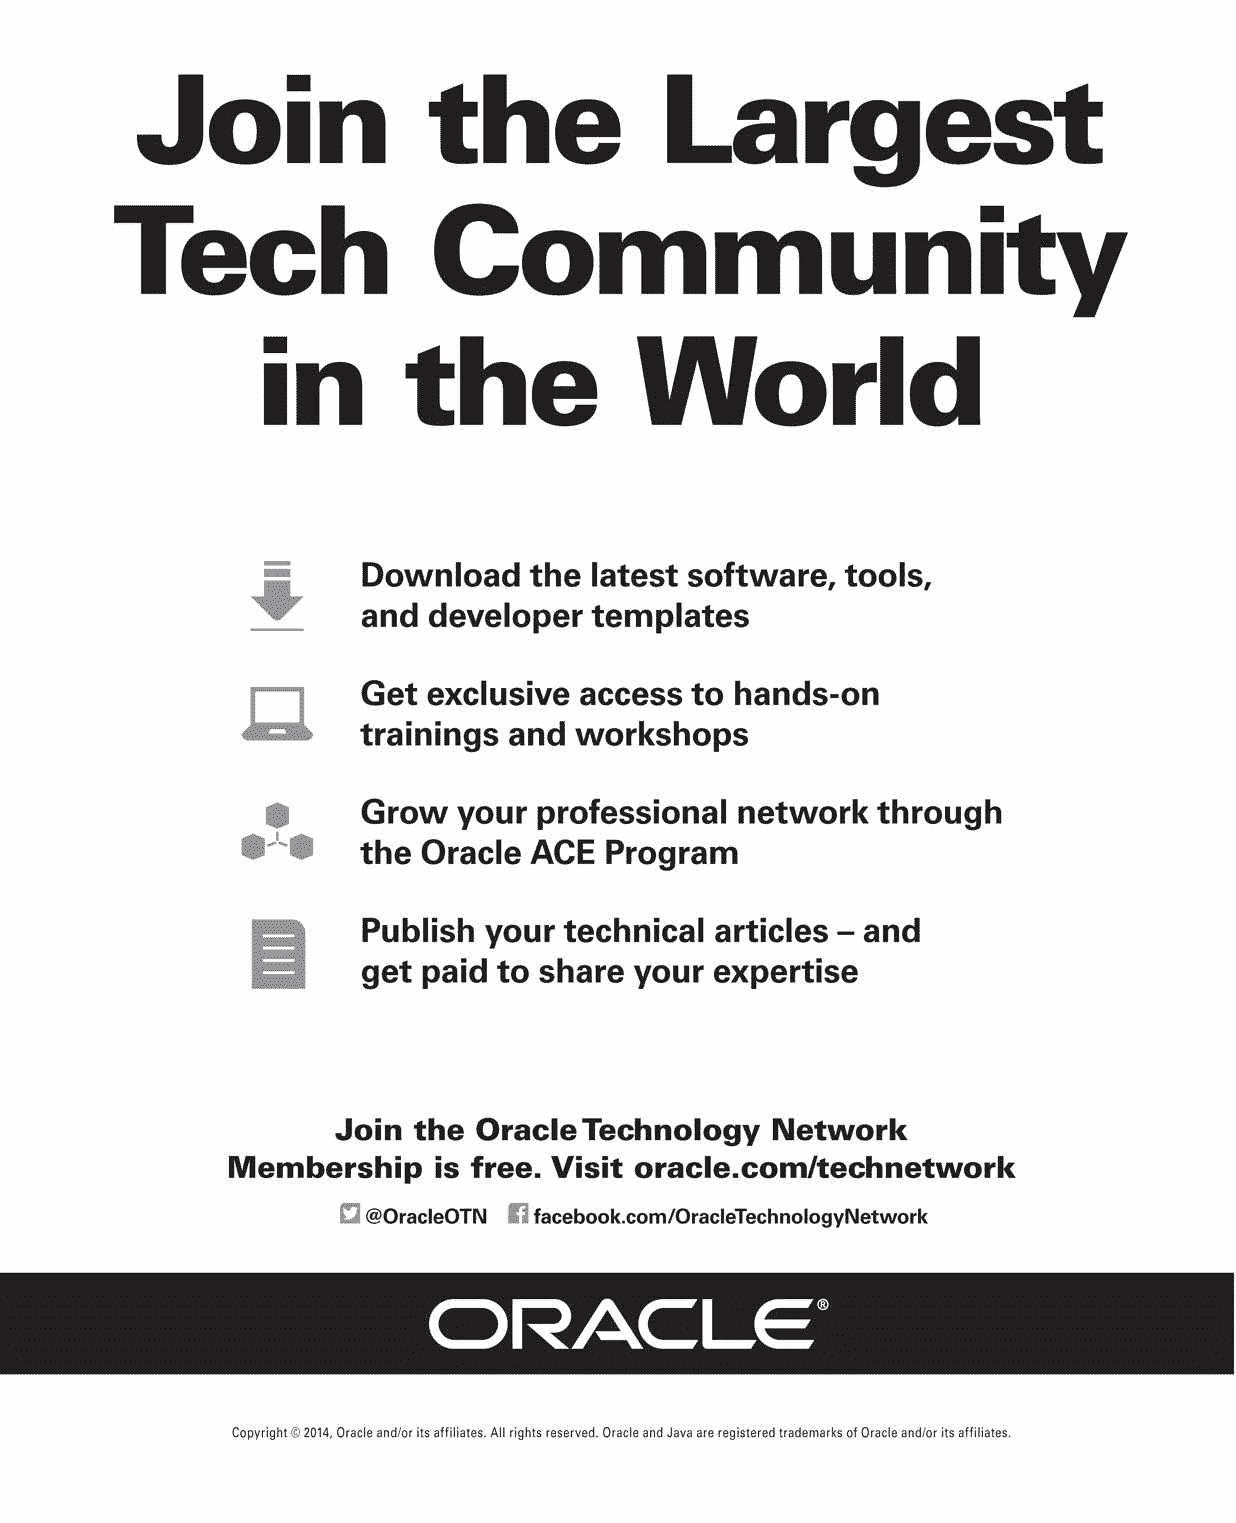 Join the Largest
Tech Community
in the World
Download the latest software, tools,
and developer templates
Get exclusive access to hands-on
trainings and workshops
Grow your professional network through
the Oracle ACE Program
Publish your technical articles – and
get paid to share your expertise
Join the Oracle Technology Network
Membership is free. Visit oracle.com/technetwork
@OracleOTN facebook.com/OracleTechnologyNetwork
ORACLE®
Copyright © 2014, Oracle and/or its affiliates. All rights reserved. Oracle and Java are registered trademarks of Oracle and/or its affiliates.